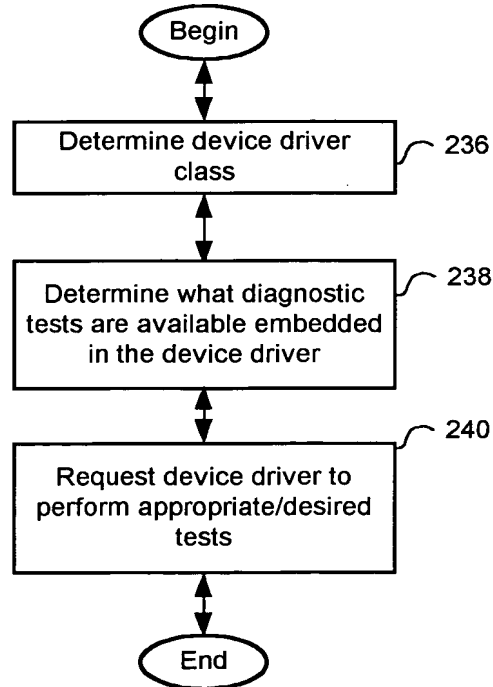 Begin
Determine device driver
class
236
Determine what diagnostic
tests are available embedded
in the device driver
238
Request device driver to
perform appropriate/desired
tests
240
End